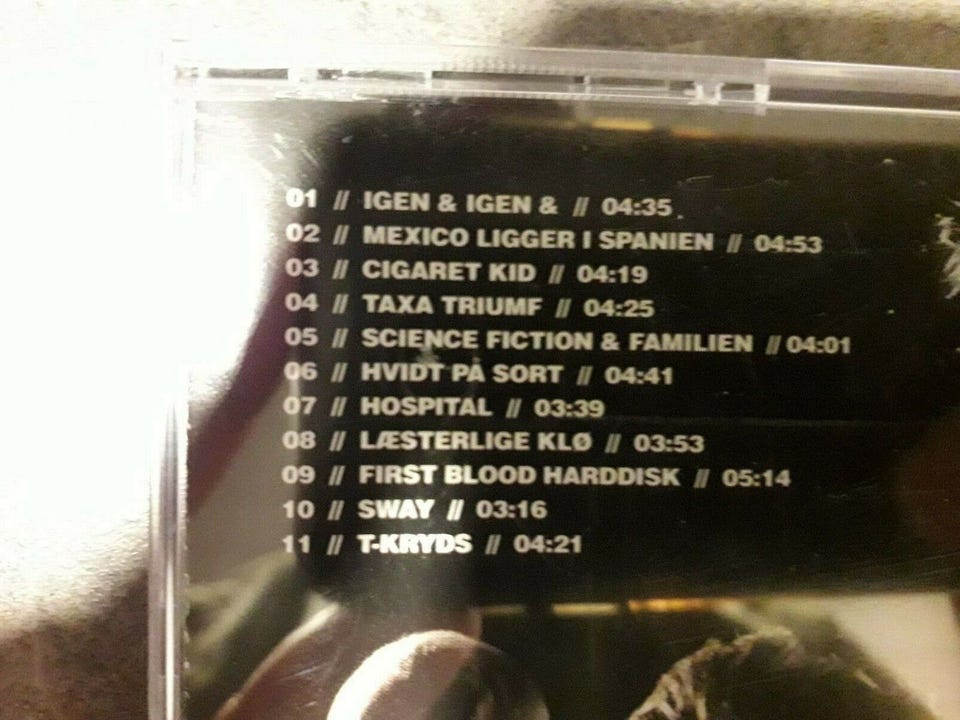 01 // IGEN & IGEN & // 04:35
02 // MEXICO LIGGER I SPANIEN // 04:53
03 // CIGARET KID // 04:19
04 // TAXA TRIUMF // 04:25
05 // SCIENCE FICTION & FAMILIEN // 04:01
06 // HVIDT PÅ SORT // 04:41
07 // HOSPITAL // 03:39
08 // LÆSTERLIGE KLØ // 03:53
09 // FIRST BLOOD HARDDISK // 05:14
10 // SWAY // 03:16
11 // T-KRYDS // 04:21